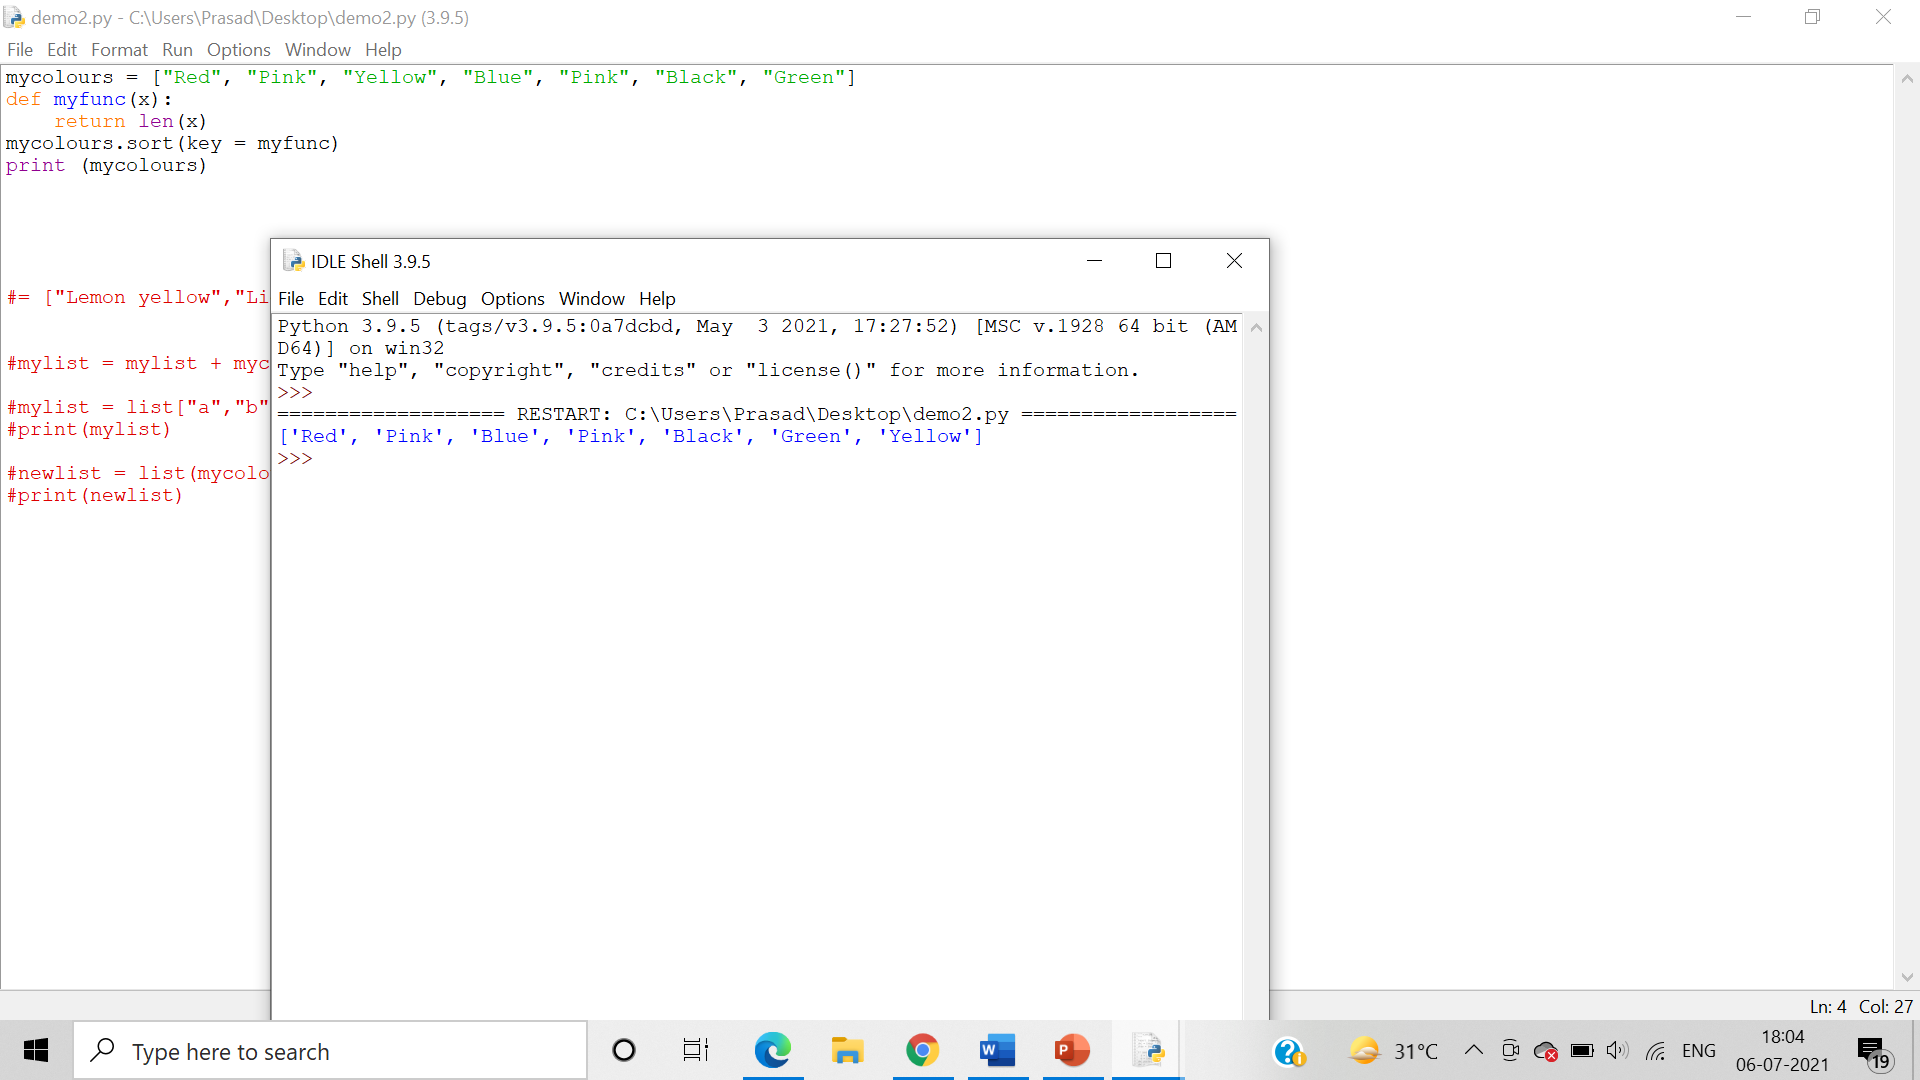 demo2.py - C:\Users\Prasad\Desktop\demo2.py (3.9.5)
File Edit Format Run Options Window Help
mycolours = ["Red", "Pink", "Yellow", "Blue", "Pink", "Black", "Green"]
def myfunc(x):
    return len(x)
mycolours.sort(key = myfunc)
print (mycolours)
#= ["Lemon yellow","Li
#mylist = mylist + myc
#mylist = list["a","b"
#print(mylist)
#newlist = list(mycolo
#print(newlist)
IDLE Shell 3.9.5
File Edit Shell Debug Options Window Help
Python 3.9.5 (tags/v3.9.5:0a7dcbd, May  3 2021, 17:27:52) [MSC v.1928 64 bit (AM
D64)] on win32
Type "help", "copyright", "credits" or "license()" for more information.
>>>
=================== RESTART: C:\Users\Prasad\Desktop\demo2.py ==================
['Red', 'Pink', 'Blue', 'Pink', 'Black', 'Green', 'Yellow']
>>>
Ln: 4 Col: 27
Type here to search
31°C
ENG
18:04
06-07-2021
19